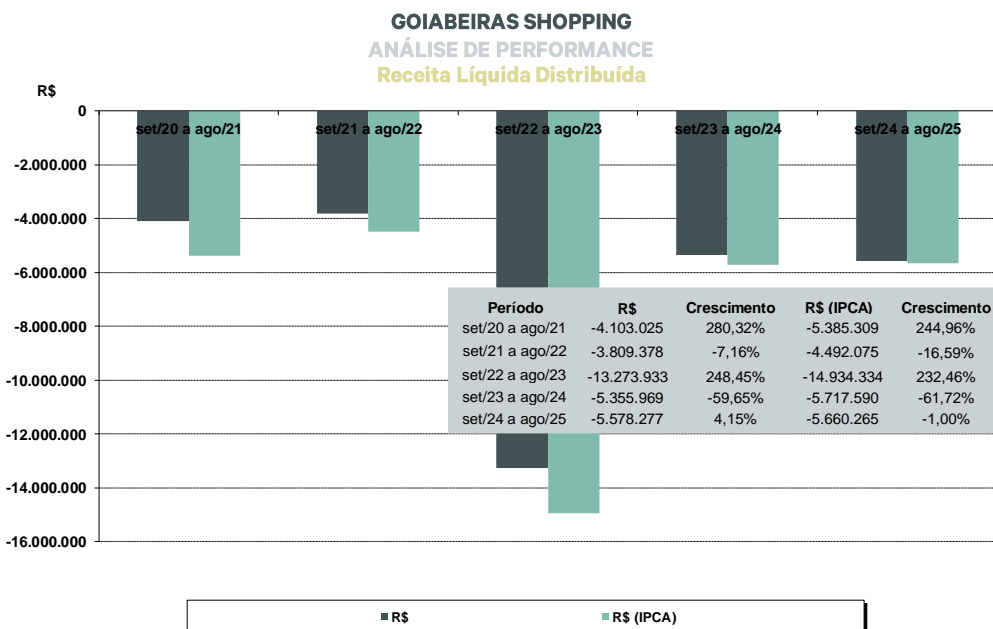 GOIABEIRAS SHOPPING
ANÁLISE DE PERFORMANCE
Receita Líquida Distribuída
R$
0
set/20 a ago/21 set/21 a ago/22 set/22 a ago/23 set/23 a ago/24 set/24 a ago/25
-2.000.000
-4.000.000
-6.000.000
-8.000.000
-10.000.000
-12.000.000
-14.000.000
-16.000.000
Período R$ Crescimento R$ (IPCA) Crescimento
set/20 a ago/21 -4.103.025 280,32% -5.385.309 244,96%
set/21 a ago/22 -3.809.378 -7,16% -4.492.075 -16,59%
set/22 a ago/23 -13.273.933 248,45% -14.934.334 232,46%
set/23 a ago/24 -5.355.969 -59,65% -5.717.590 -61,72%
set/24 a ago/25 -5.578.277 4,15% -5.660.265 -1,00%
R$ R$ (IPCA)